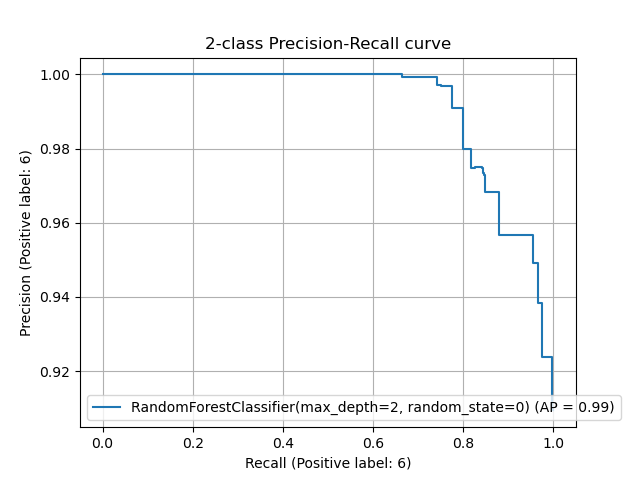 2-class Precision-Recall curve
1.00
0.98
0.96
0.94
0.92
Precision (Positive label: 6)
RandomForestClassifier(max_depth=2, random_state=0) (AP = 0.99)
0.0 0.2 0.4 0.6 0.8 1.0
Recall (Positive label: 6)